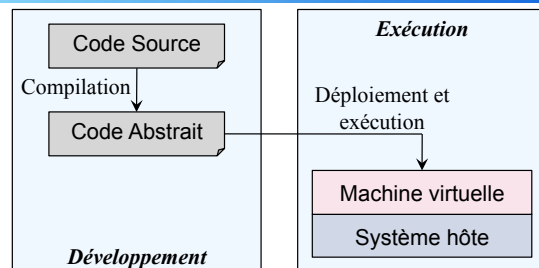 Code Source
Compilation
Code Abstrait
Développement
Exécution
Déploiement et
exécution
Machine virtuelle
Système hôte